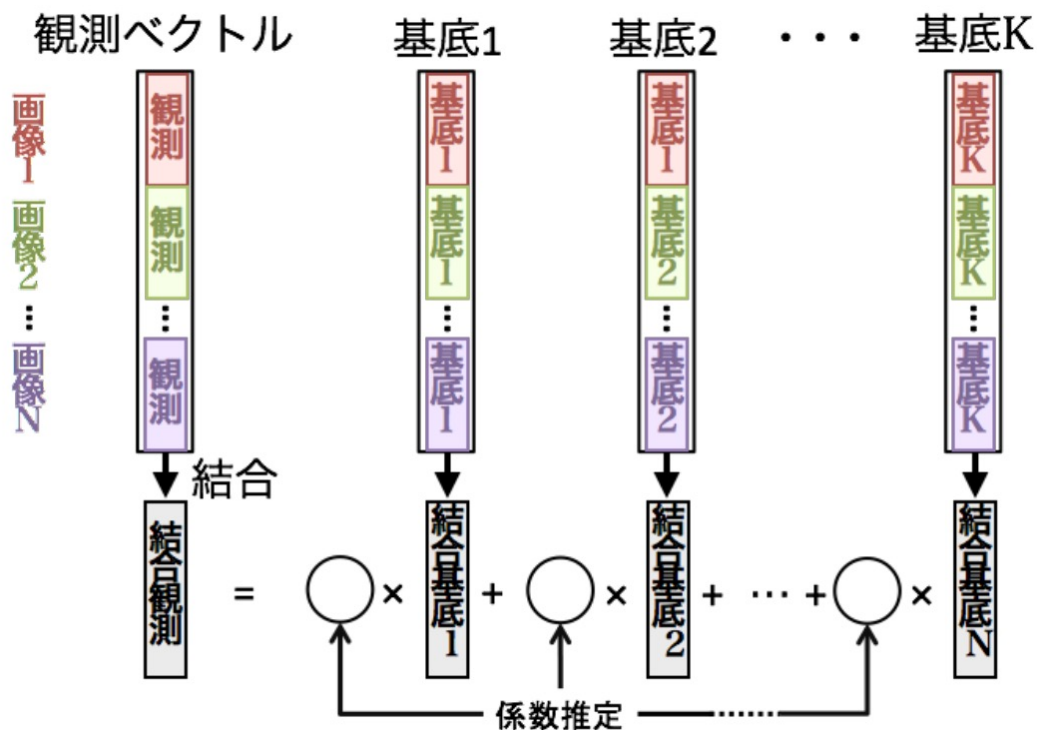 観測ベクトル 基底1 基底2 ・・・ 基底K
画像1 観測 基底1 基底1 基底K
画像2 観測 基底1 基底2 基底K
… … … … …
画像N 観測 基底1 基底2 基底K
結合
結合観測 = × 結合基底1 + × 結合基底2 + … + × 結合基底N
係数推定